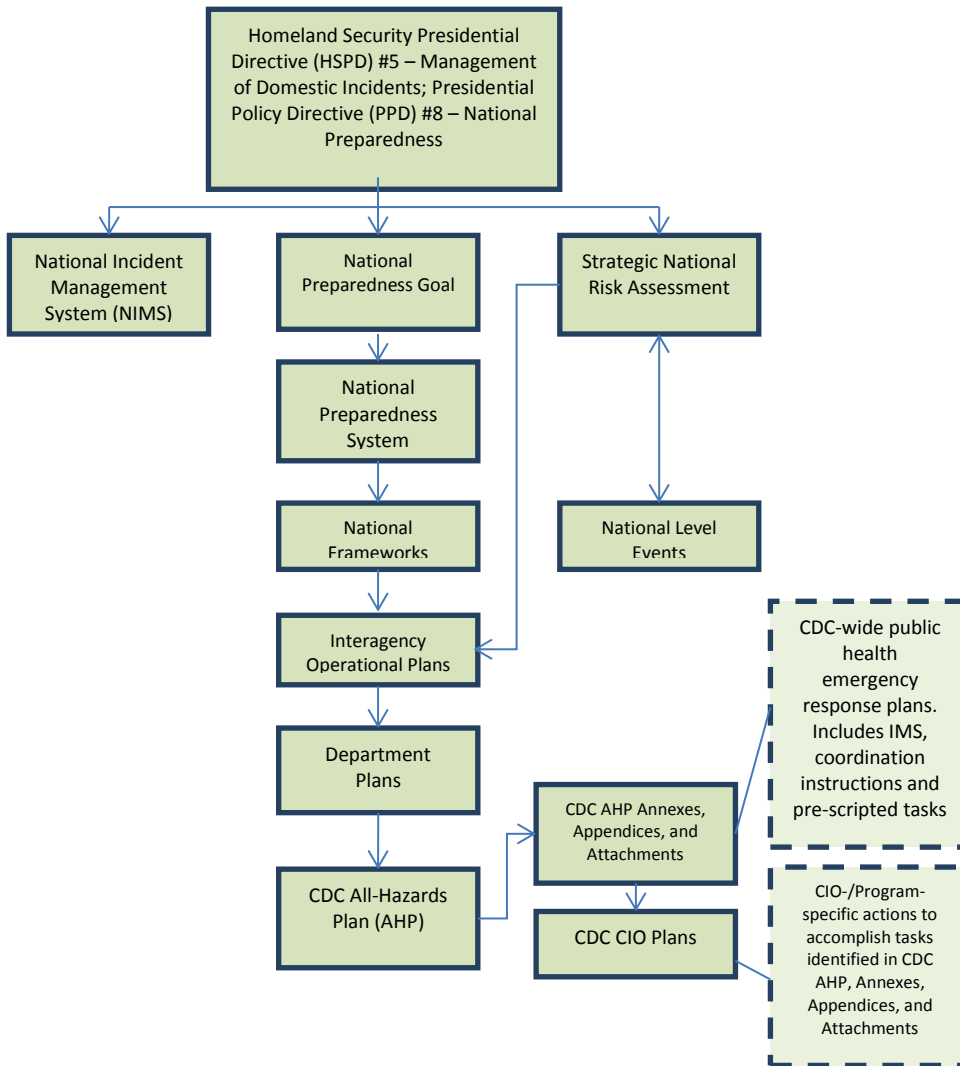 Homeland Security Presidential
Directive (HSPD) #5 – Management
of Domestic Incidents; Presidential
Policy Directive (PPD) #8 – National
Preparedness
National Incident
Management
System (NIMS)
National
Preparedness Goal
Strategic National
Risk Assessment
National
Preparedness
System
National
Frameworks
National Level
Events
Interagency
Operational Plans
CDC-wide public
health
emergency
response plans.
Includes IMS,
coordination
instructions and
pre-scripted tasks
Department
Plans
CDC AHP Annexes,
Appendices, and
Attachments
CDC All-Hazards
Plan (AHP)
CDC CIO Plans
CIO-/Program-
specific actions to
accomplish tasks
identified in CDC
AHP, Annexes,
Appendices, and
Attachments